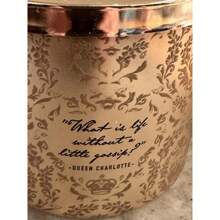 "What is life
without a
little gossip?"
-QUEEN CHARLOTTE-